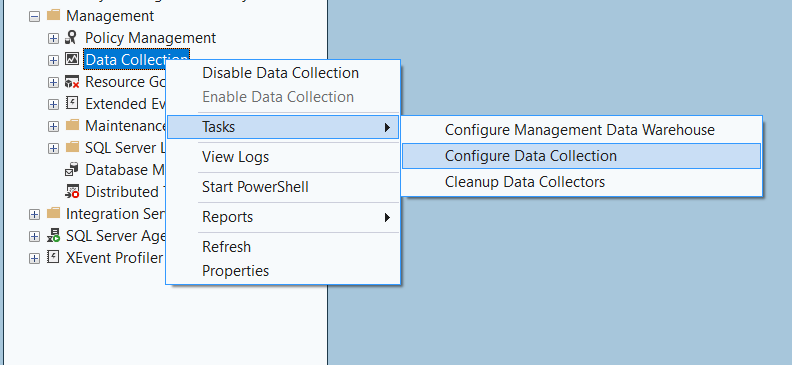 Management
Policy Management
Data Collection
Resource Go
Extended Ev
Maintenance
SQL Server L
Database M
Distributed T
Integration Ser
SQL Server Age
XEvent Profiler
Disable Data Collection
Enable Data Collection
Tasks
View Logs
Start PowerShell
Reports
Refresh
Properties
Configure Management Data Warehouse
Configure Data Collection
Cleanup Data Collectors